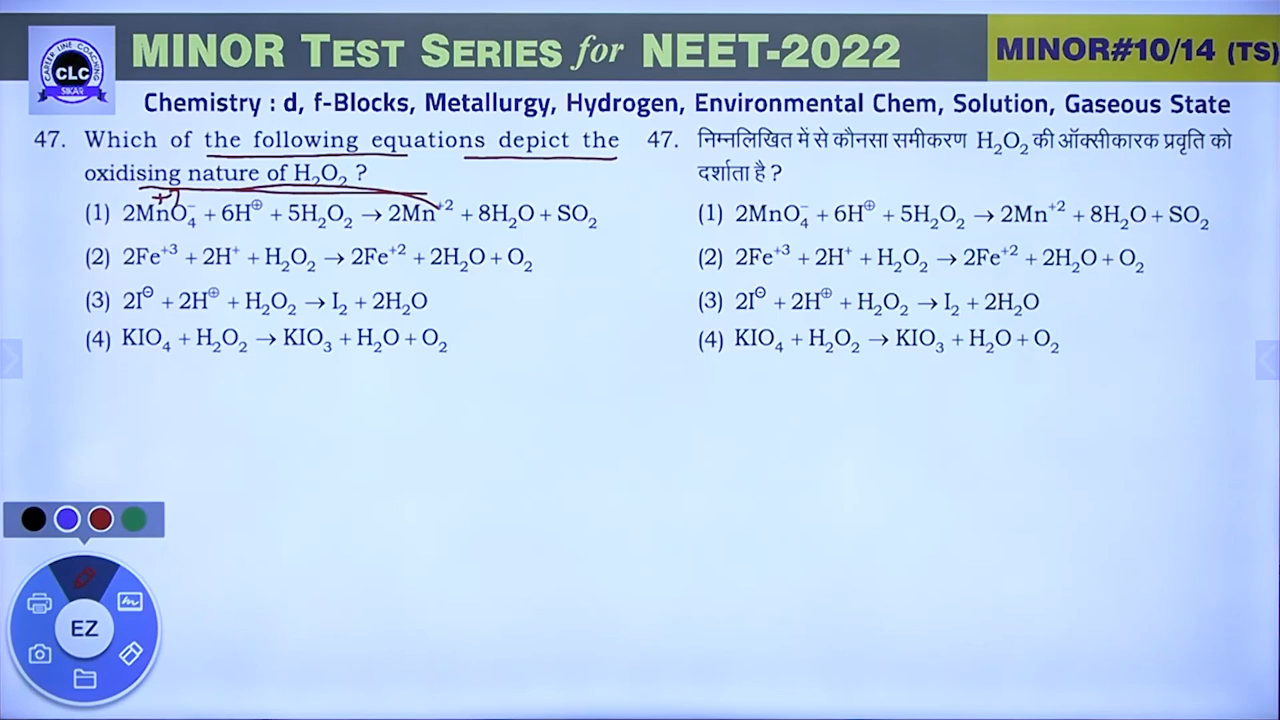 CAREER LINE COACHING
CLC
SIKAR
MINOR TEST SERIES for NEET-2022
MINOR#10/14 (TS)
Chemistry : d, f-Blocks, Metallurgy, Hydrogen, Environmental Chem, Solution, Gaseous State
47. Which of the following equations depict the
oxidising nature of H₂O₂ ?
+7
(1) 2MnO₄⁻ + 6H^⊕ + 5H₂O₂ → 2Mn⁺² + 8H₂O + SO₂
(2) 2Fe⁺³ + 2H⁺ + H₂O₂ → 2Fe⁺² + 2H₂O + O₂
(3) 2I^⊖ + 2H^⊕ + H₂O₂ → I₂ + 2H₂O
(4) KIO₄ + H₂O₂ → KIO₃ + H₂O + O₂
47. निम्नलिखित में से कौनसा समीकरण H₂O₂ की ऑक्सीकारक प्रवृति को
दर्शाता है ?
(1) 2MnO₄⁻ + 6H^⊕ + 5H₂O₂ → 2Mn⁺² + 8H₂O + SO₂
(2) 2Fe⁺³ + 2H⁺ + H₂O₂ → 2Fe⁺² + 2H₂O + O₂
(3) 2I^⊖ + 2H^⊕ + H₂O₂ → I₂ + 2H₂O
(4) KIO₄ + H₂O₂ → KIO₃ + H₂O + O₂
EZ